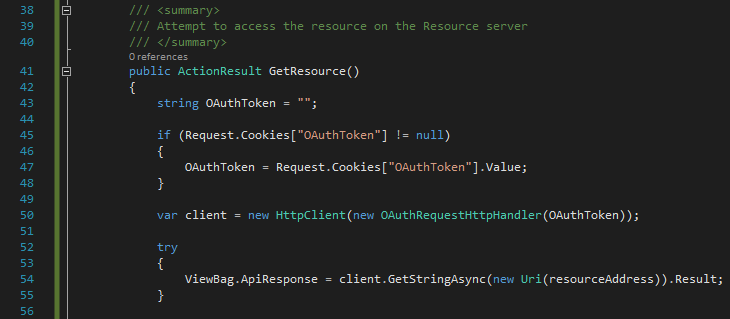 38 /// <summary>
39 /// Attempt to access the resource on the Resource server
40 /// </summary>
0 references
41 public ActionResult GetResource()
42 {
43 string OAuthToken = "";
44
45 if (Request.Cookies["OAuthToken"] != null)
46 {
47 OAuthToken = Request.Cookies["OAuthToken"].Value;
48 }
49
50 var client = new HttpClient(new OAuthRequestHttpHandler(OAuthToken));
51
52 try
53 {
54 ViewBag.ApiResponse = client.GetStringAsync(new Uri(resourceAddress)).Result;
55 }
56